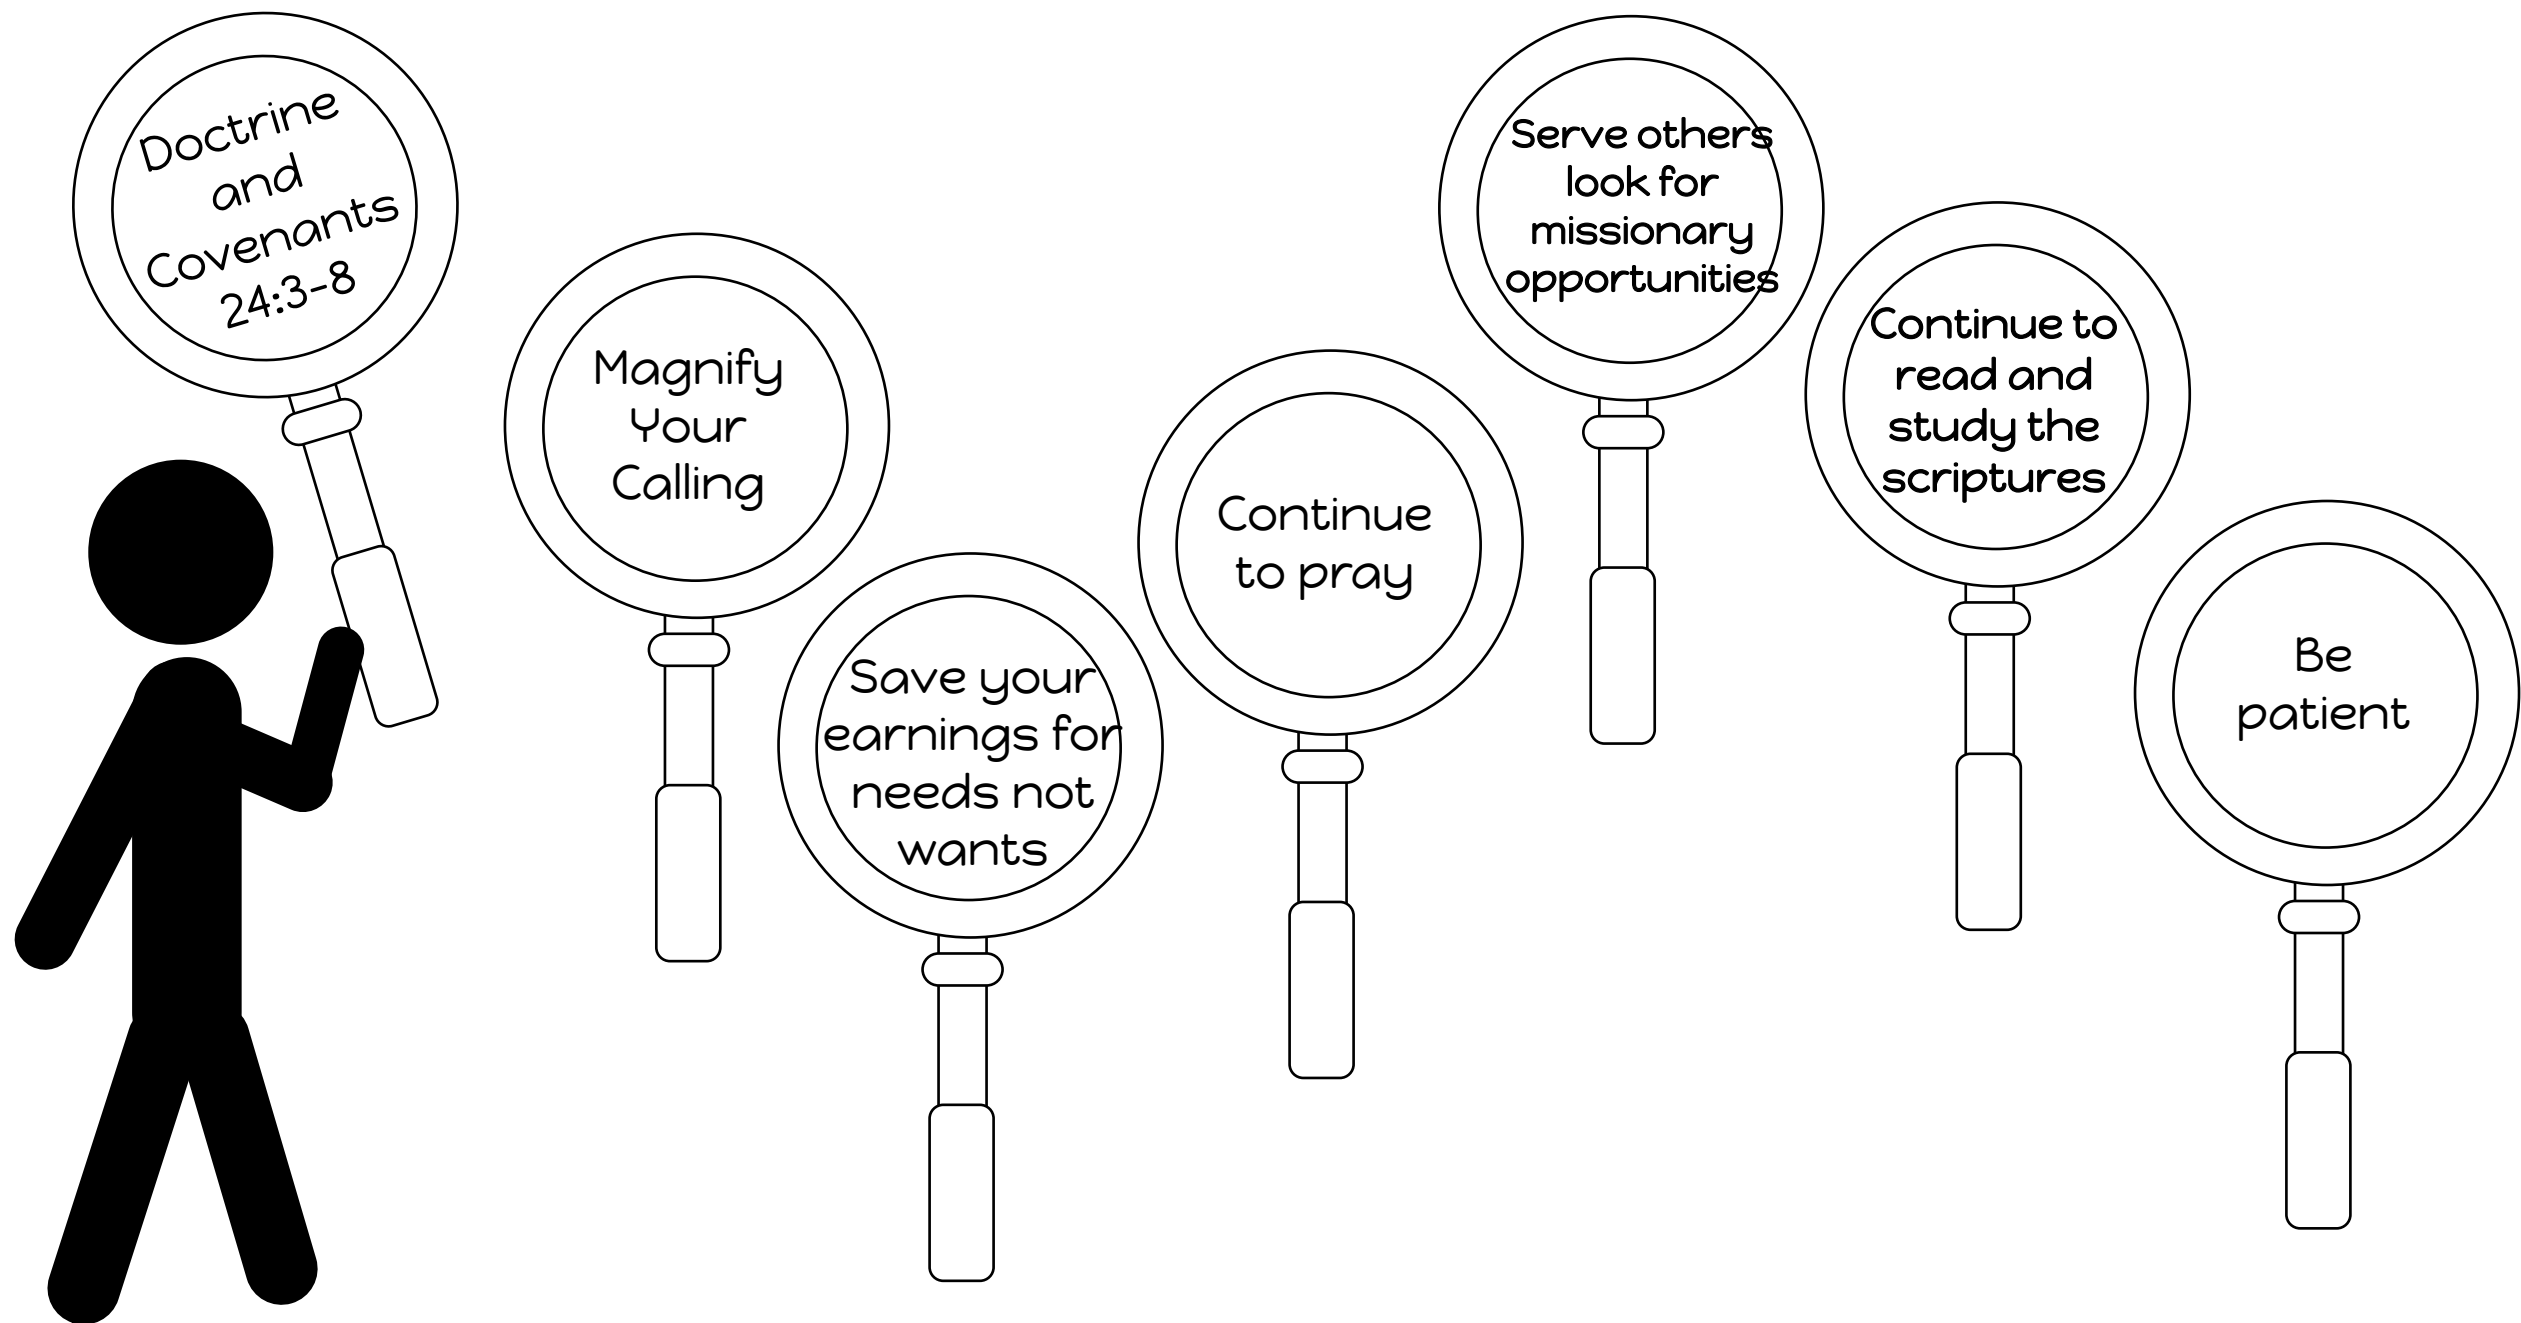 Doctrine
and
Covenants
24:3-8
Magnify
Your
Calling
Save your
earnings for
needs not
wants
Continue
to pray
Serve others
look for
missionary
opportunities
Continue to
read and
study the
scriptures
Be
patient